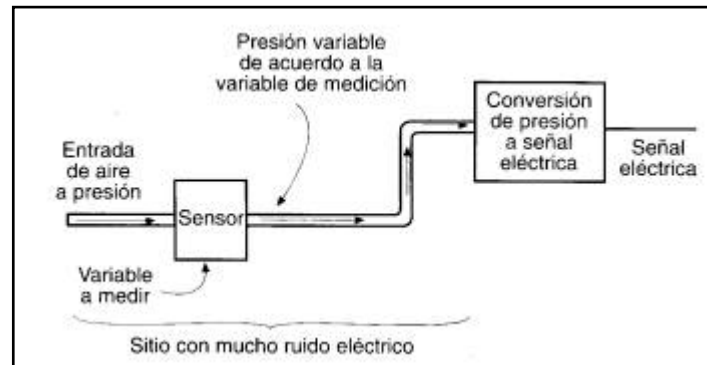 Presión variable
de acuerdo a la
variable de medición
Conversión
de presión
a señal
eléctrica
Señal
eléctrica
Entrada
de aire
a presión
Sensor
Variable
a medir
Sitio con mucho ruido eléctrico